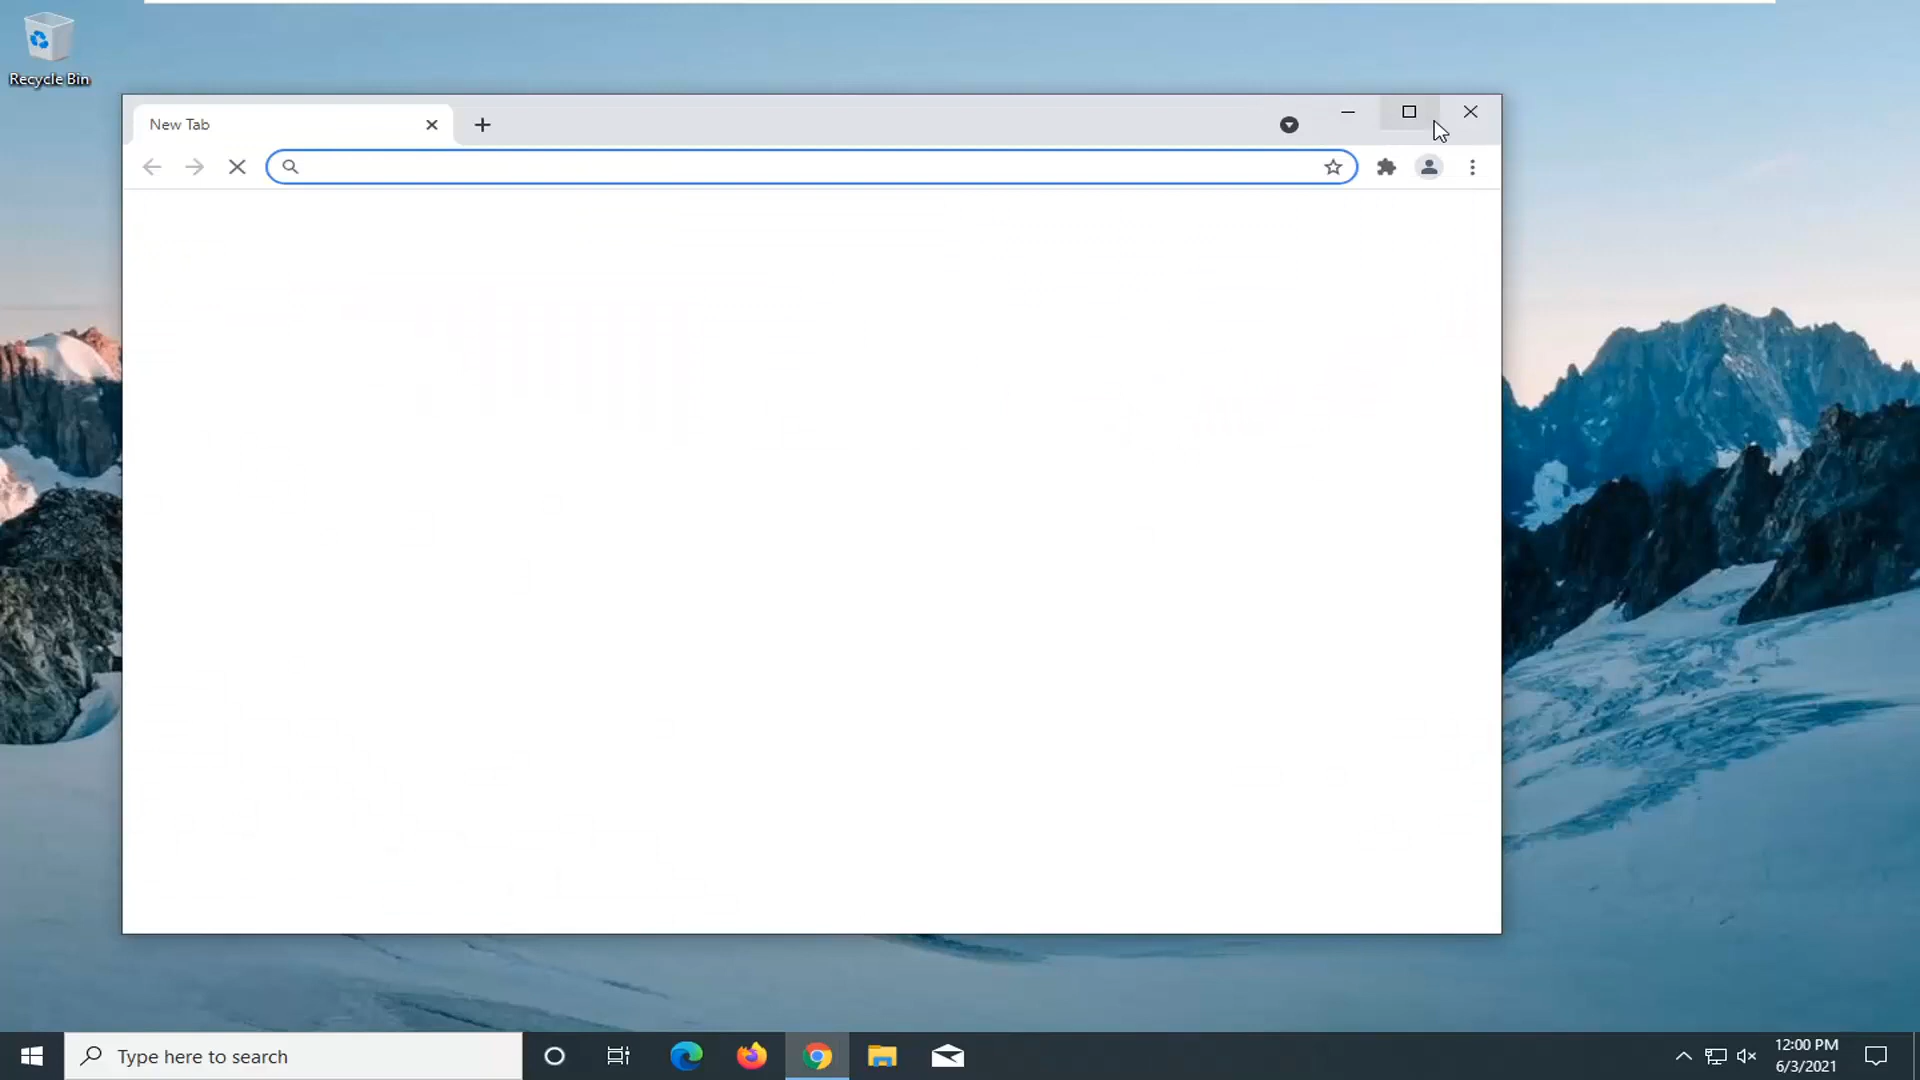 Recycle Bin
New Tab
Type here to search
12:00 PM
6/3/2021